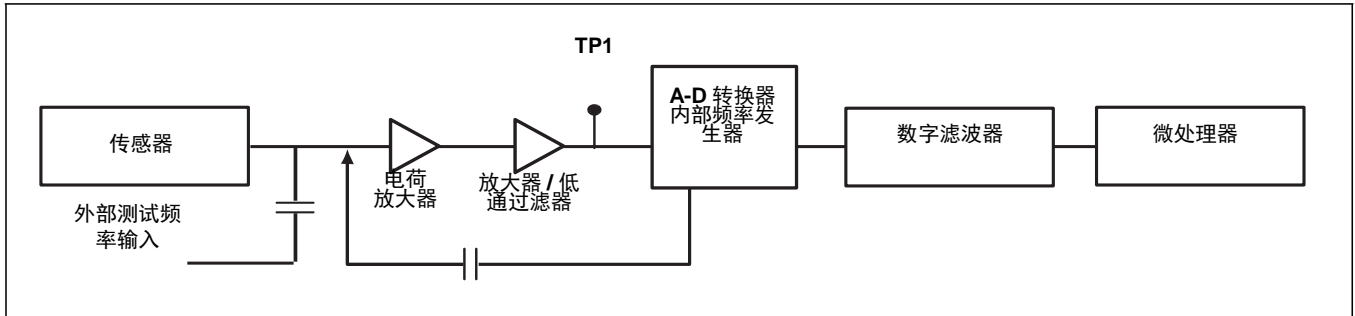 TP1
A-D 转换器
内部频率发
生器
传感器
数字滤波器
微处理器
电荷
放大器
放大器 / 低
通过滤器
外部测试频
率输入